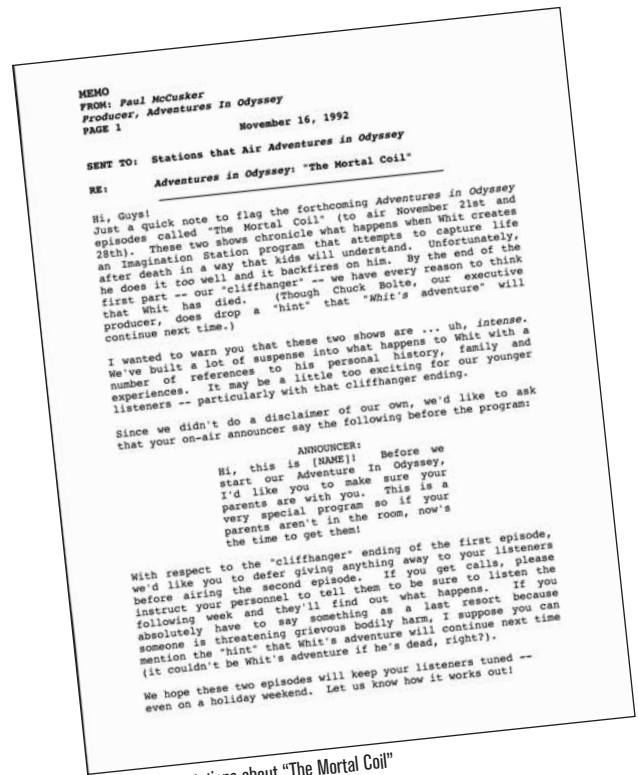 MEMO
FROM: Paul McCusker
Producer, Adventures In Odyssey
PAGE 1 November 16, 1992
SENT TO: Stations that Air Adventures in Odyssey
RE: Adventures in Odyssey: "The Mortal Coil"
Hi, Guys!
Just a quick note to flag the forthcoming Adventures in Odyssey
episodes called "The Mortal Coil" (to air November 21st and
28th). These two shows chronicle what happens when Whit creates
an Imagination Station program that attempts to capture life
after death in a way that kids will understand. Unfortunately,
he does it too well and it backfires on him. By the end of the
first part -- our "cliffhanger" -- we have every reason to think
that Whit has died. (Though Chuck Bolte, our executive
producer, does drop a "hint" that "Whit's adventure" will
continue next time.)
I wanted to warn you that these two shows are ... uh, intense.
We've built a lot of suspense into what happens to Whit with a
number of references to his personal history, family and
experiences. It may be a little too exciting for our younger
listeners -- particularly with that cliffhanger ending.
Since we didn't do a disclaimer of our own, we'd like to ask
that your on-air announcer say the following before the program:
ANNOUNCER:
Hi, this is [NAME]! Before we
start our Adventure In Odyssey,
I'd like you to make sure your
parents are with you. This is a
very special program so if your
parents aren't in the room, now's
the time to get them!
With respect to the "cliffhanger" ending of the first episode,
we'd like you to defer giving anything away to your listeners
before airing the second episode. If you get calls, please
instruct your personnel to tell them to be sure to listen the
following week and they'll find out what happens. If you
absolutely have to say something as a last resort because
someone is threatening grievous bodily harm, I suppose you can
mention the "hint" that Whit's adventure will continue next time
(it couldn't be Whit's adventure if he's dead, right?).
We hope these two episodes will keep your listeners tuned --
even on a holiday weekend. Let us know how it works out!
about "The Mortal Coil"